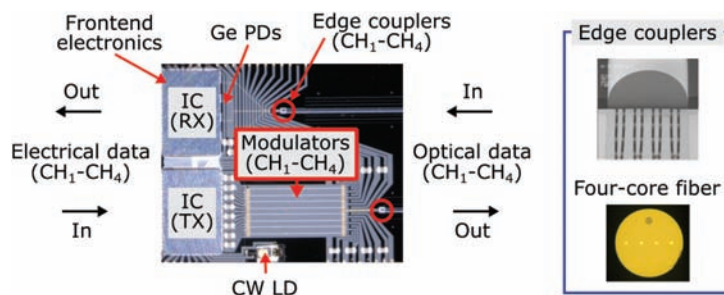 Frontend
electronics
Ge PDs
Edge couplers
(CH₁–CH₄)
Edge couplers
Out
IC
(RX)
In
Electrical data
(CH₁–CH₄)
Modulators
(CH₁–CH₄)
Optical data
(CH₁–CH₄)
Four-core fiber
In
IC
(TX)
Out
CW LD